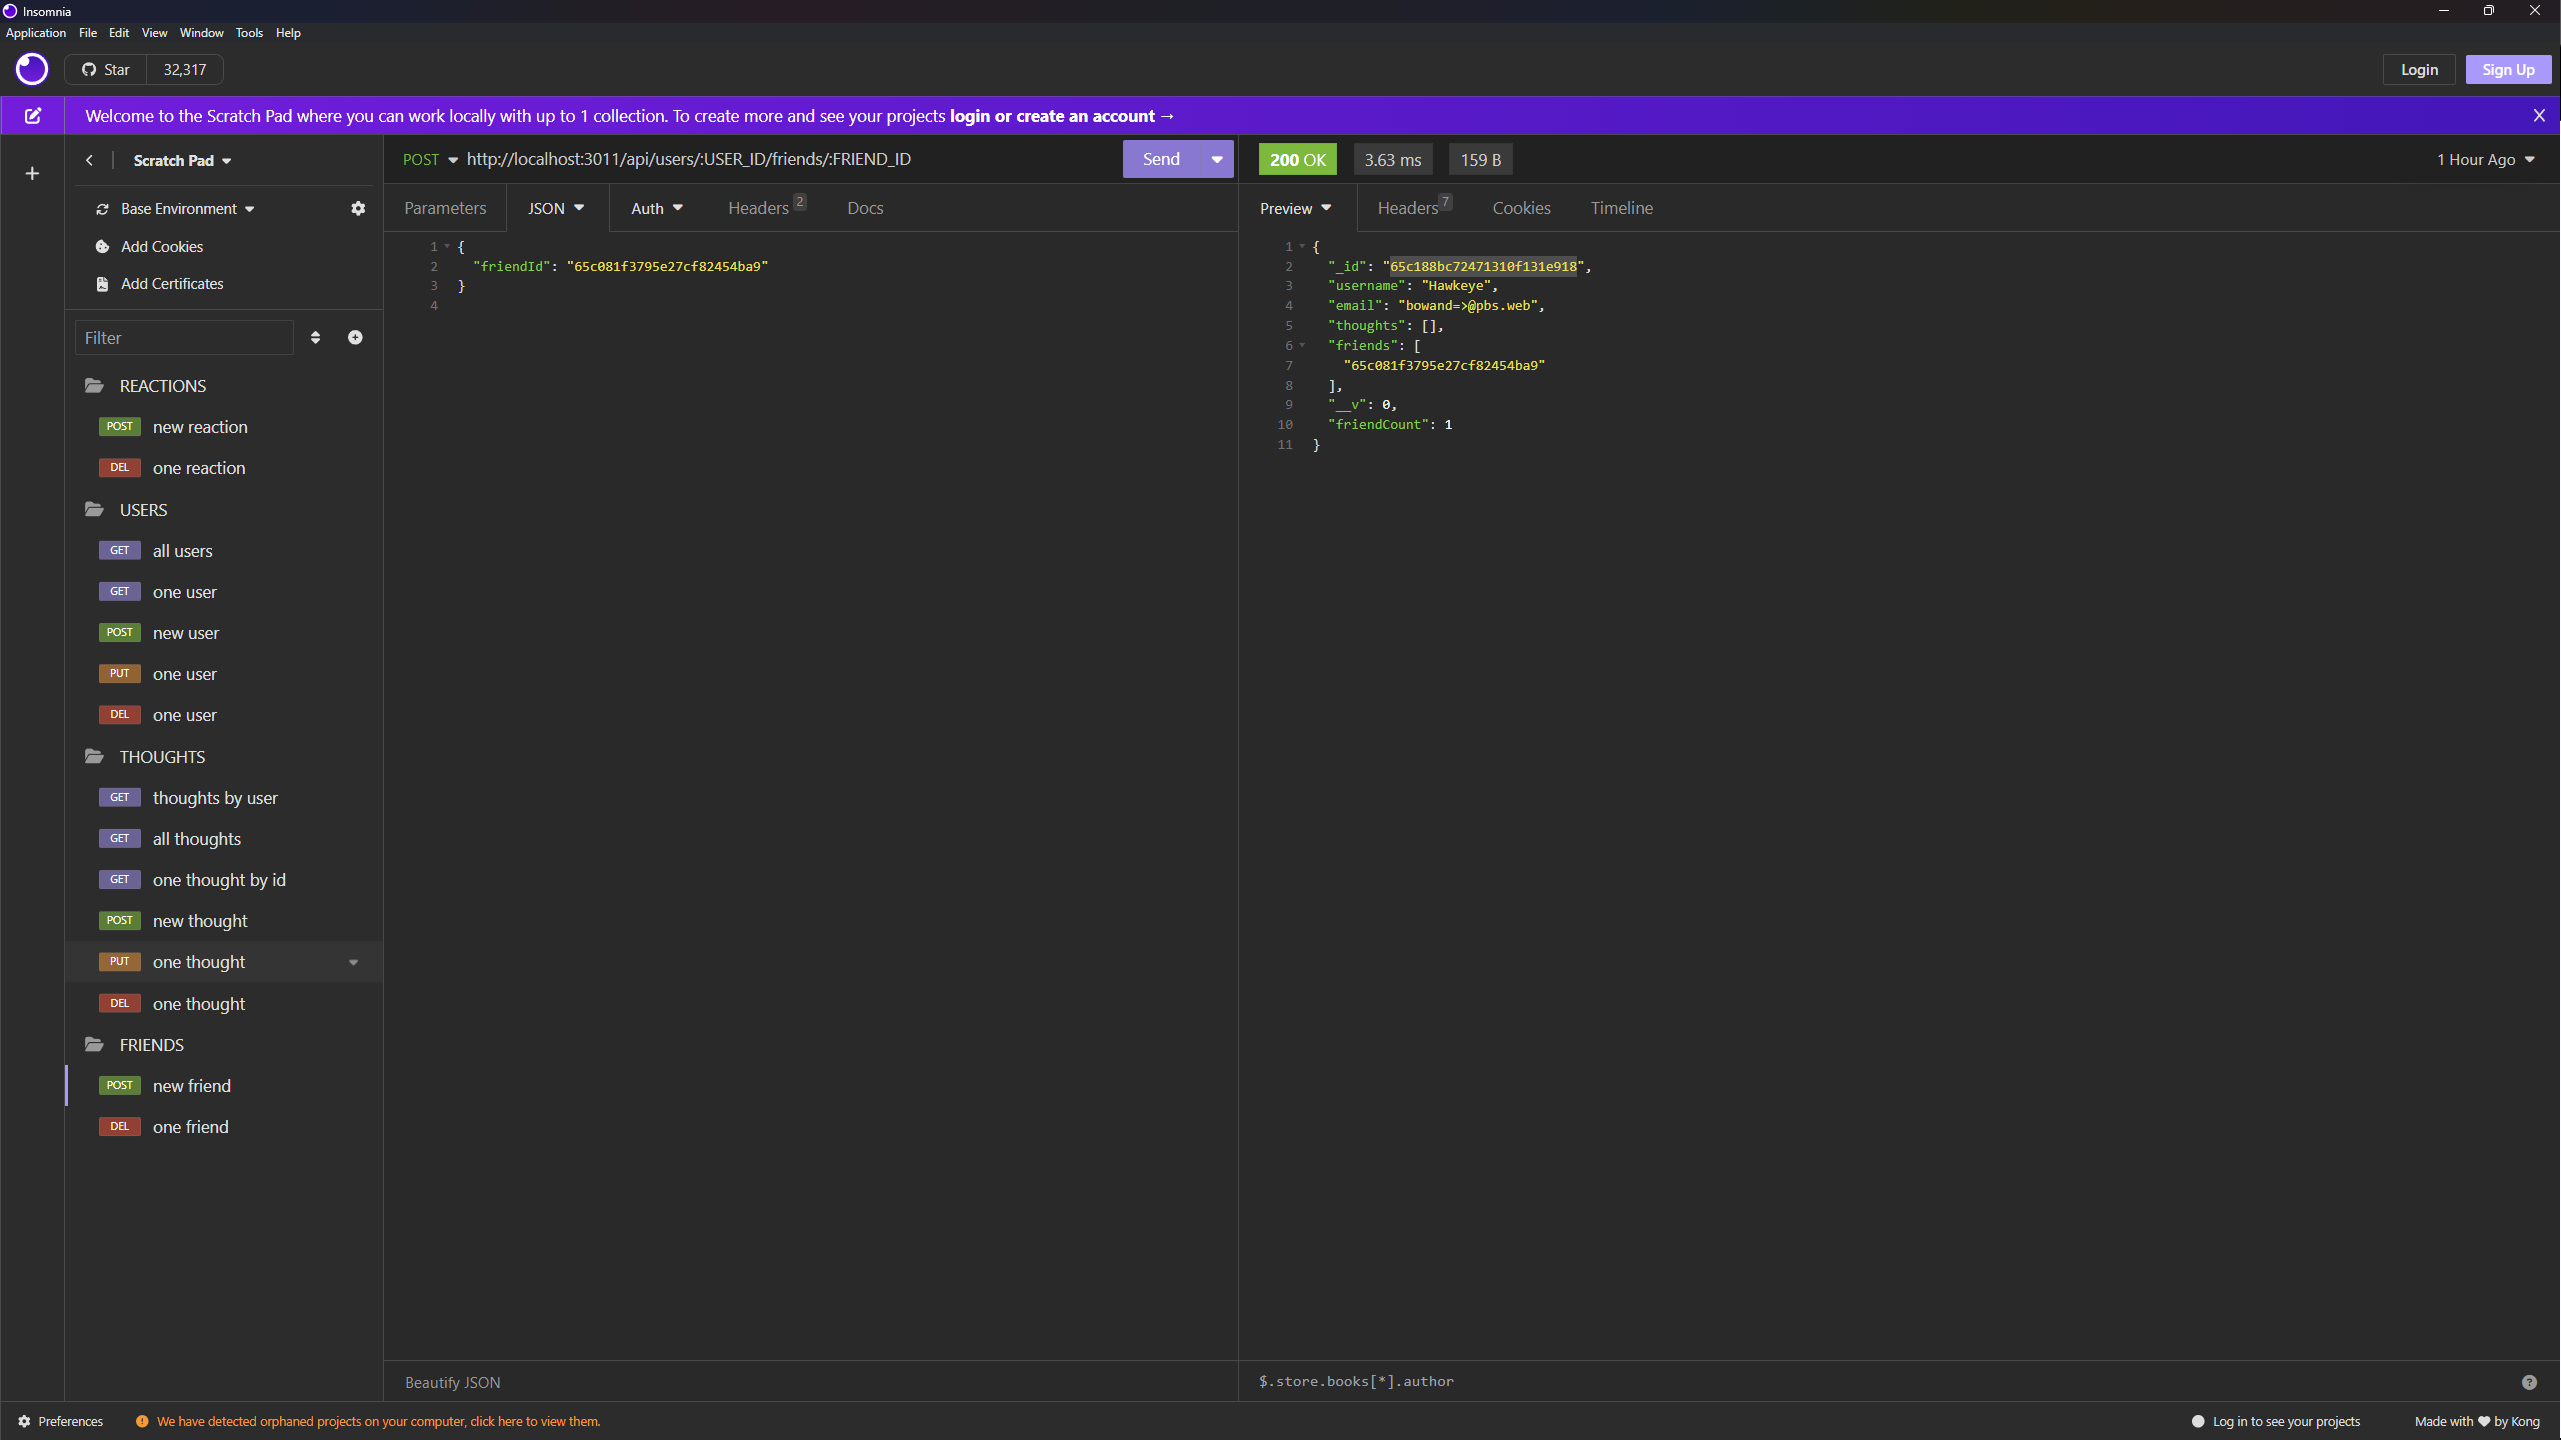 Insomnia
Application File Edit View Window Tools Help
Star 32,317
Login Sign Up
Welcome to the Scratch Pad where you can work locally with up to 1 collection. To create more and see your projects login or create an account →
Scratch Pad
Base Environment
Add Cookies
Add Certificates
Filter
REACTIONS
POST new reaction
DEL one reaction
USERS
GET all users
GET one user
POST new user
PUT one user
DEL one user
THOUGHTS
GET thoughts by user
GET all thoughts
GET one thought by id
POST new thought
PUT one thought
DEL one thought
FRIENDS
POST new friend
DEL one friend
POST http://localhost:3011/api/users/:USER_ID/friends/:FRIEND_ID Send
Parameters JSON Auth Headers 2 Docs
1 {
2 "friendId": "65c081f3795e27cf82454ba9"
3 }
4
Beautify JSON
200 OK 3.63 ms 159 B 1 Hour Ago
Preview Headers 7 Cookies Timeline
1 {
2 "_id": "65c188bc72471310f131e918",
3 "username": "Hawkeye",
4 "email": "bowand=>@pbs.web",
5 "thoughts": [],
6 "friends": [
7 "65c081f3795e27cf82454ba9"
8 ],
9 "__v": 0,
10 "friendCount": 1
11 }
$.store.books[*].author
Preferences We have detected orphaned projects on your computer, click here to view them.
Log in to see your projects Made with ♥ by Kong